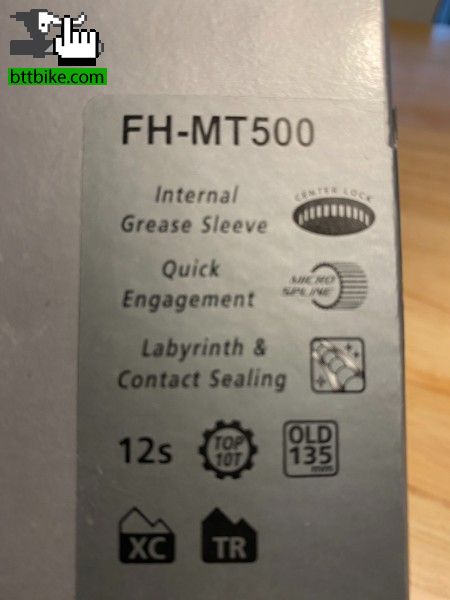 bttbike.com
FH-MT500
Internal
Grease Sleeve
CENTER LOCK
Quick
Engagement
MICRO
SPLINE
Labyrinth &
Contact Sealing
12s
TOP
10T
OLD
135
mm
XC
TR